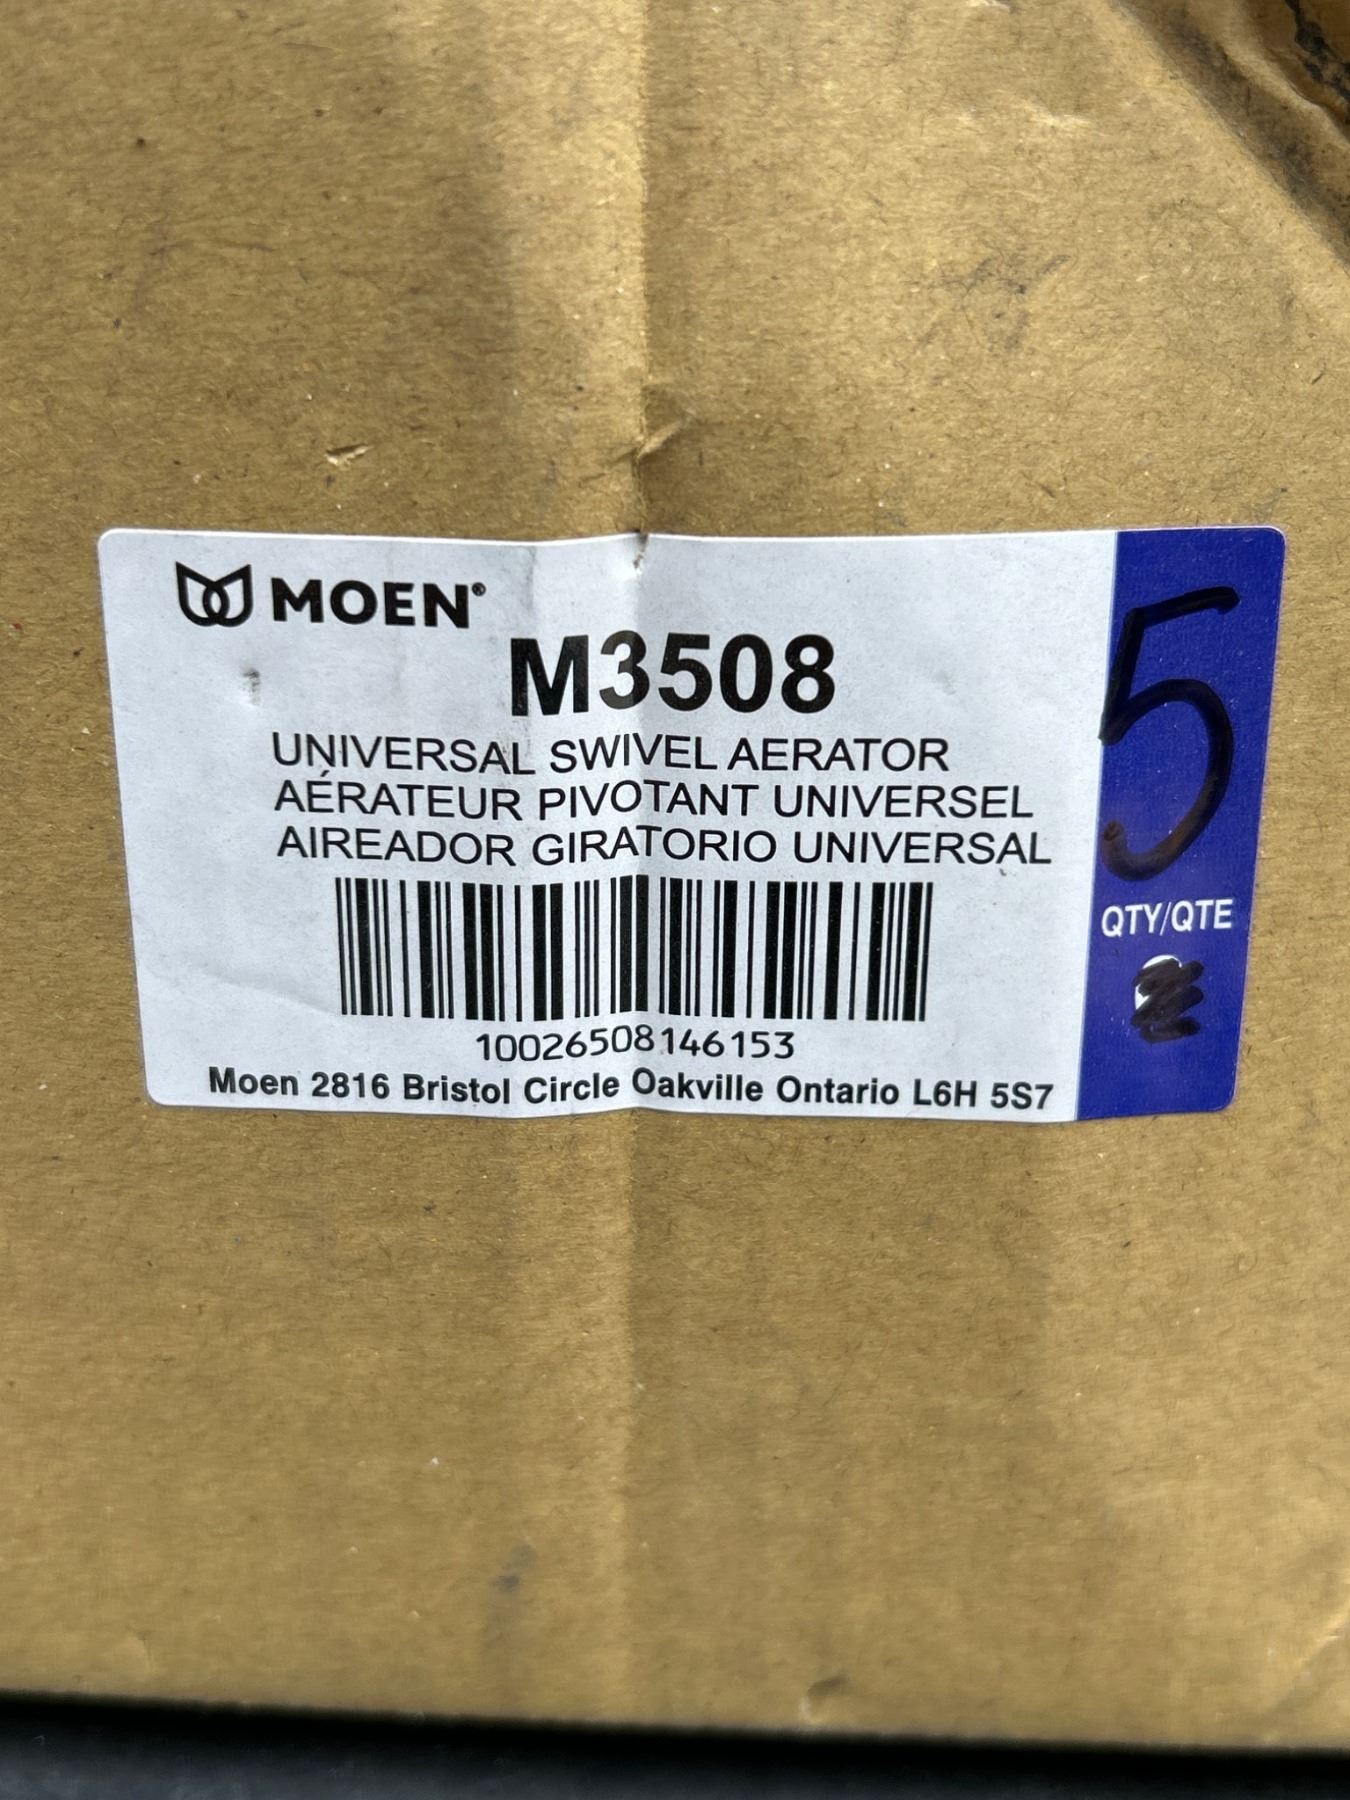 MOEN®
M3508
UNIVERSAL SWIVEL AERATOR
AÉRATEUR PIVOTANT UNIVERSEL
AIREADOR GIRATORIO UNIVERSAL
10026508146153
Moen 2816 Bristol Circle Oakville Ontario L6H 5S7
5
QTY/QTE